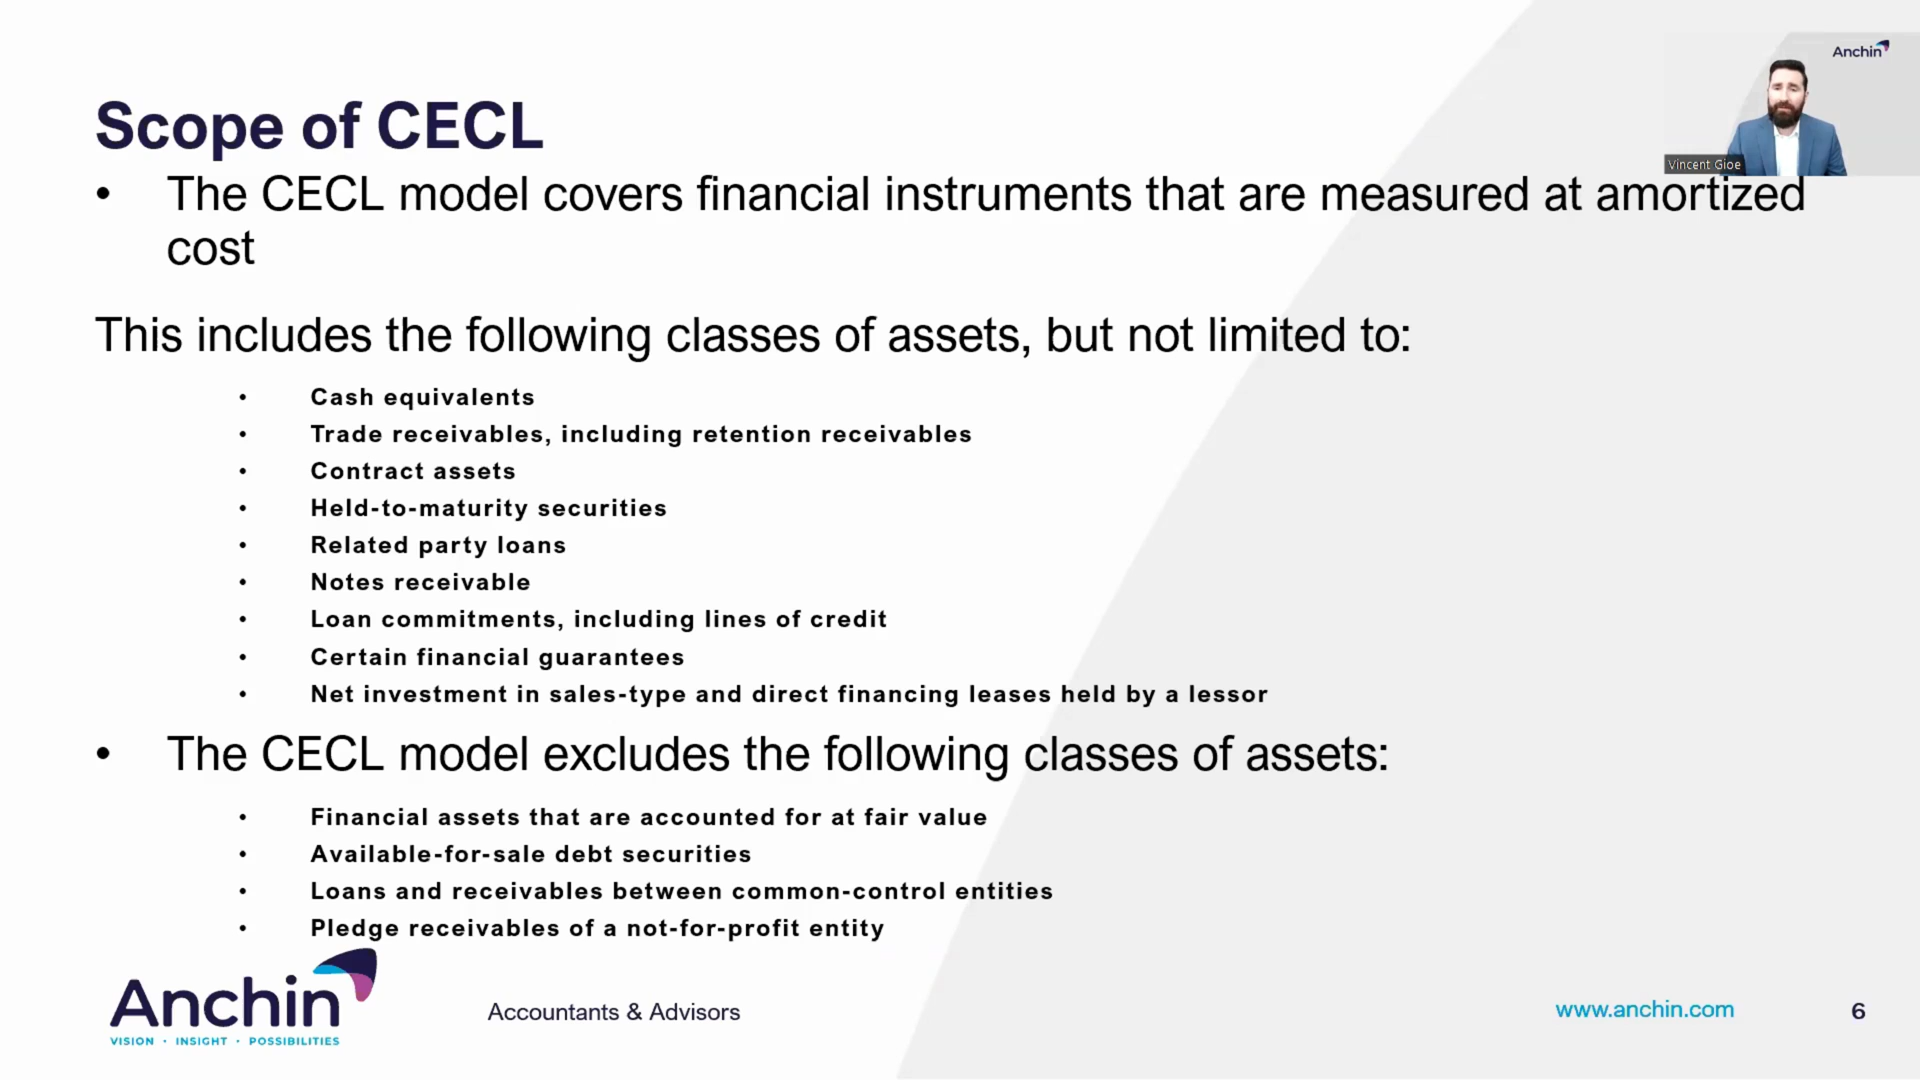 Anchin
Scope of CECL
Vincent Gioe
• The CECL model covers financial instruments that are measured at amortized
cost
This includes the following classes of assets, but not limited to:
• Cash equivalents
• Trade receivables, including retention receivables
• Contract assets
• Held-to-maturity securities
• Related party loans
• Notes receivable
• Loan commitments, including lines of credit
• Certain financial guarantees
• Net investment in sales-type and direct financing leases held by a lessor
• The CECL model excludes the following classes of assets:
• Financial assets that are accounted for at fair value
• Available-for-sale debt securities
• Loans and receivables between common-control entities
• Pledge receivables of a not-for-profit entity
Anchin
VISION · INSIGHT · POSSIBILITIES
Accountants & Advisors
www.anchin.com
6